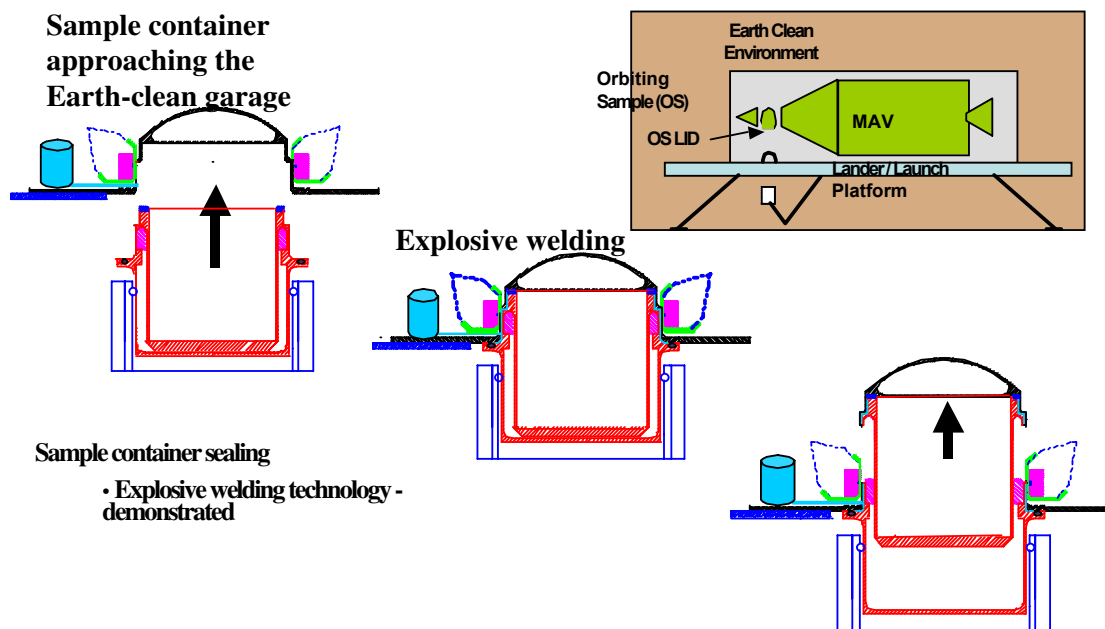 Sample container
approaching the
Earth-clean garage
Earth Clean
Environment
Orbiting
Sample (OS)
OS LID
MAV
Lander / Launch
Platform
Explosive welding
Sample container sealing
• Explosive welding technology -
demonstrated